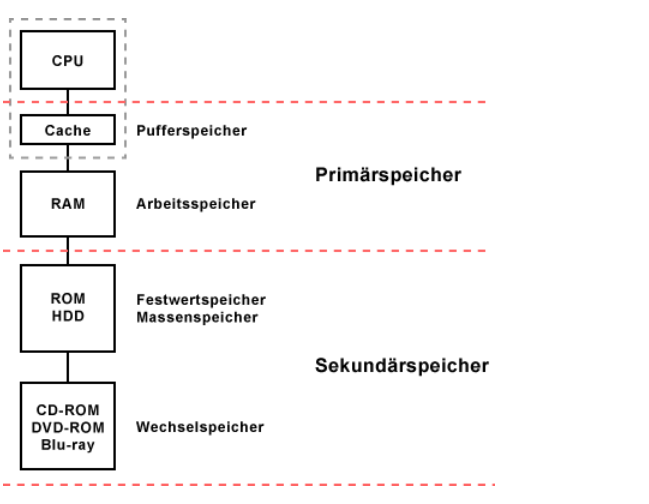 CPU
Cache
Pufferspeicher
Primärspeicher
RAM
Arbeitsspeicher
ROM
HDD
Festwertspeicher
Massenspeicher
Sekundärspeicher
CD-ROM
DVD-ROM
Blu-ray
Wechselspeicher